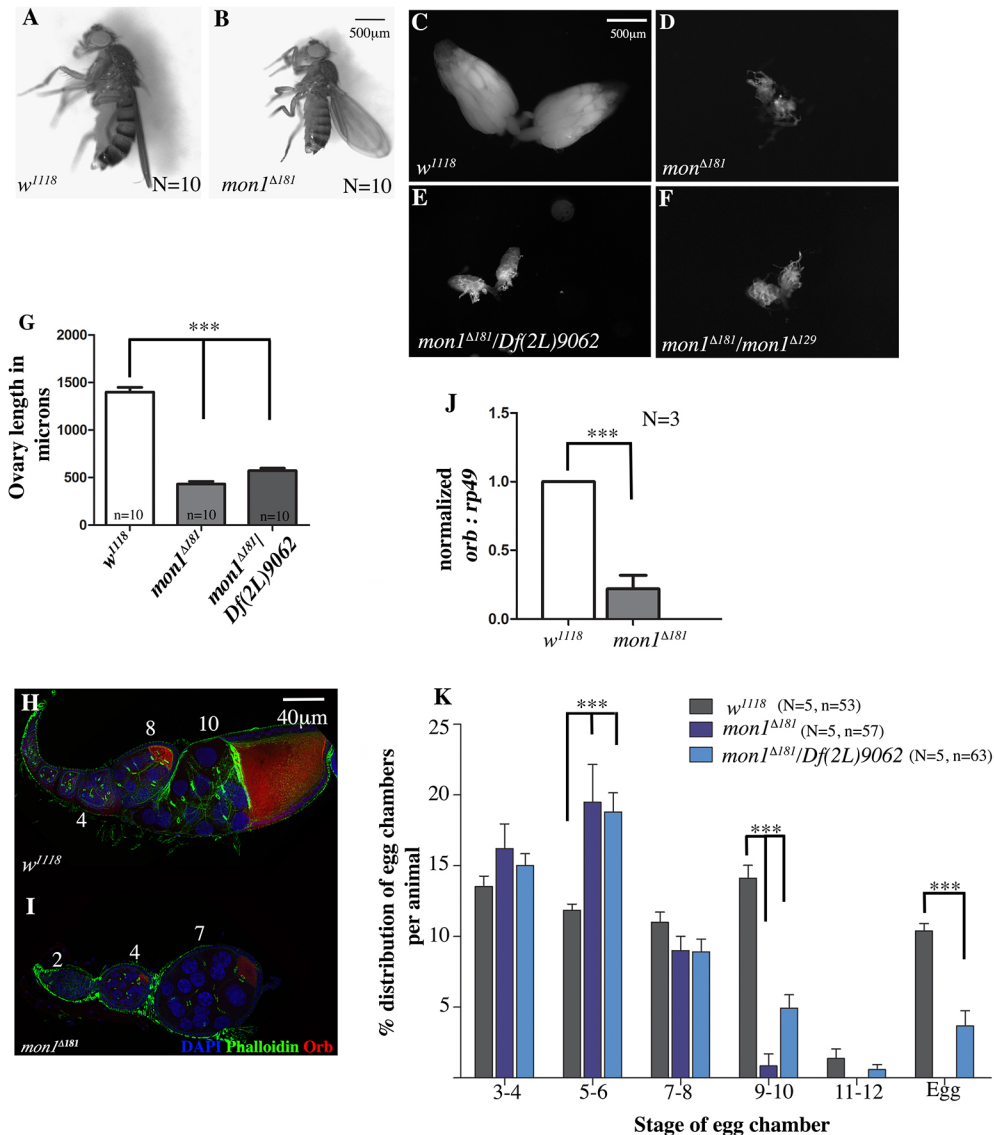 A
w1118
N=10
B
500μm
mon1Δ181
N=10
C
500μm
w1118
D
monΔ181
E
mon1Δ181/Df(2L)9062
F
mon1Δ181/mon1Δ129
G
Ovary length in
microns
2000
1500
1000
500
0
***
n=10
n=10
n=10
w1118
mon1Δ181
mon1Δ181/
Df(2L)9062
J
N=3
normalized
orb : rp49
1.5
1.0
0.5
0.0
***
w1118
mon1Δ181
H
40μm
8
10
4
w1118
I
2
4
7
mon1Δ181
DAPI Phalloidin Orb
K
w1118 (N=5, n=53)
mon1Δ181 (N=5, n=57)
mon1Δ181/Df(2L)9062 (N=5, n=63)
% distribution of egg chambers
per animal
25
20
15
10
5
***
***
***
3-4
5-6
7-8
9-10
11-12
Egg
Stage of egg chamber